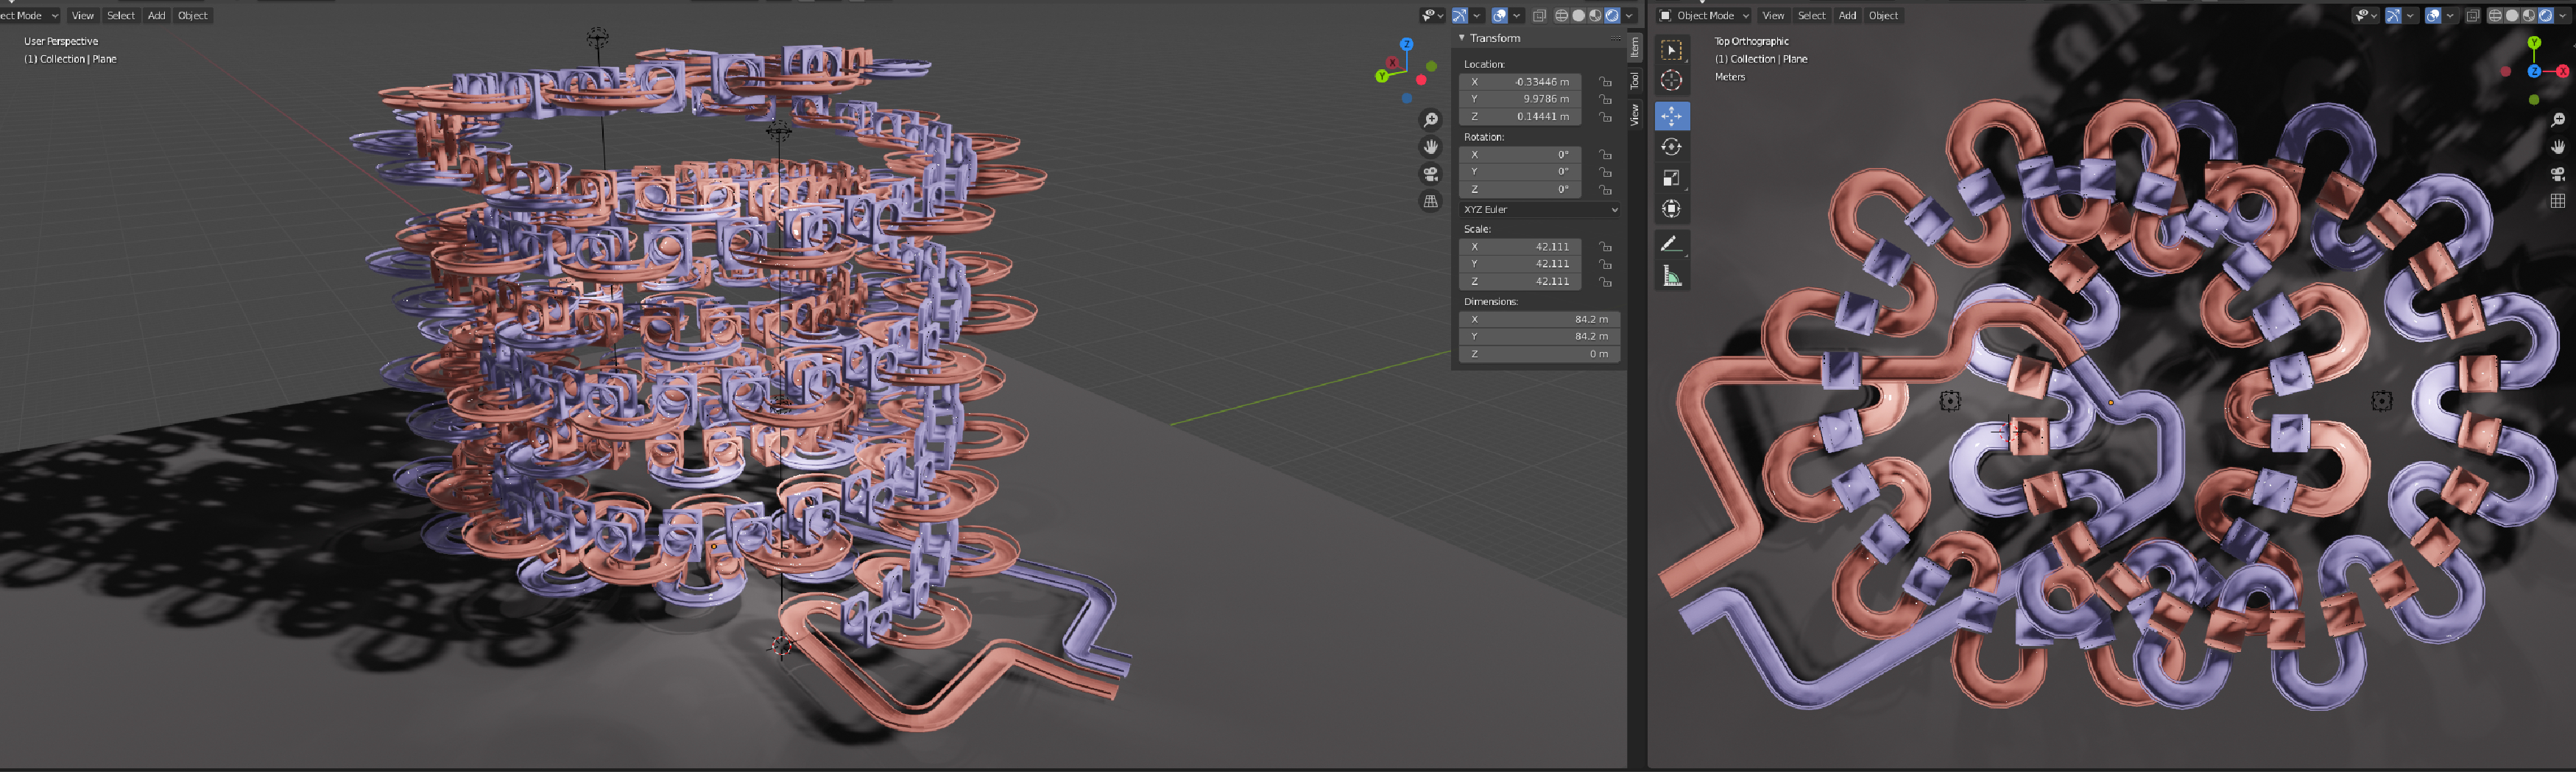 ect Mode View Select Add Object
User Perspective
(1) Collection | Plane
Z
X
Y
Transform
Location:
X -0.33446 m
Y 9.9786 m
Z 0.14441 m
Rotation:
X 0°
Y 0°
Z 0°
XYZ Euler
Scale:
X 42.111
Y 42.111
Z 42.111
Dimensions:
X 84.2 m
Y 84.2 m
Z 0 m
Item
Tool
View
Object Mode View Select Add Object
Top Orthographic
(1) Collection | Plane
Meters
Y
Z
X